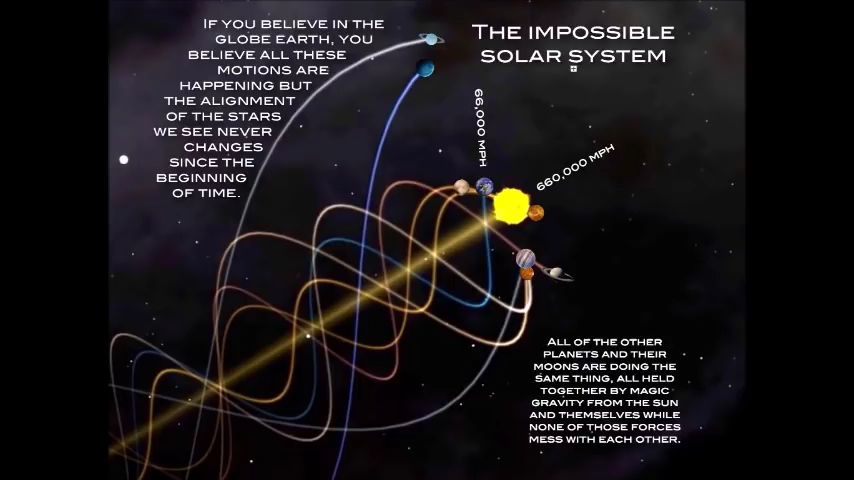 IF YOU BELIEVE IN THE
GLOBE EARTH, YOU
BELIEVE ALL THESE
MOTIONS ARE
HAPPENING BUT
THE ALIGNMENT
OF THE STARS
WE SEE NEVER
CHANGES
SINCE THE
BEGINNING
OF TIME.
THE IMPOSSIBLE
SOLAR SYSTEM
66,000 MPH
660,000 MPH
ALL OF THE OTHER
PLANETS AND THEIR
MOONS ARE DOING THE
SAME THING, ALL HELD
TOGETHER BY MAGIC
GRAVITY FROM THE SUN
AND THEMSELVES WHILE
NONE OF THOSE FORCES
MESS WITH EACH OTHER.